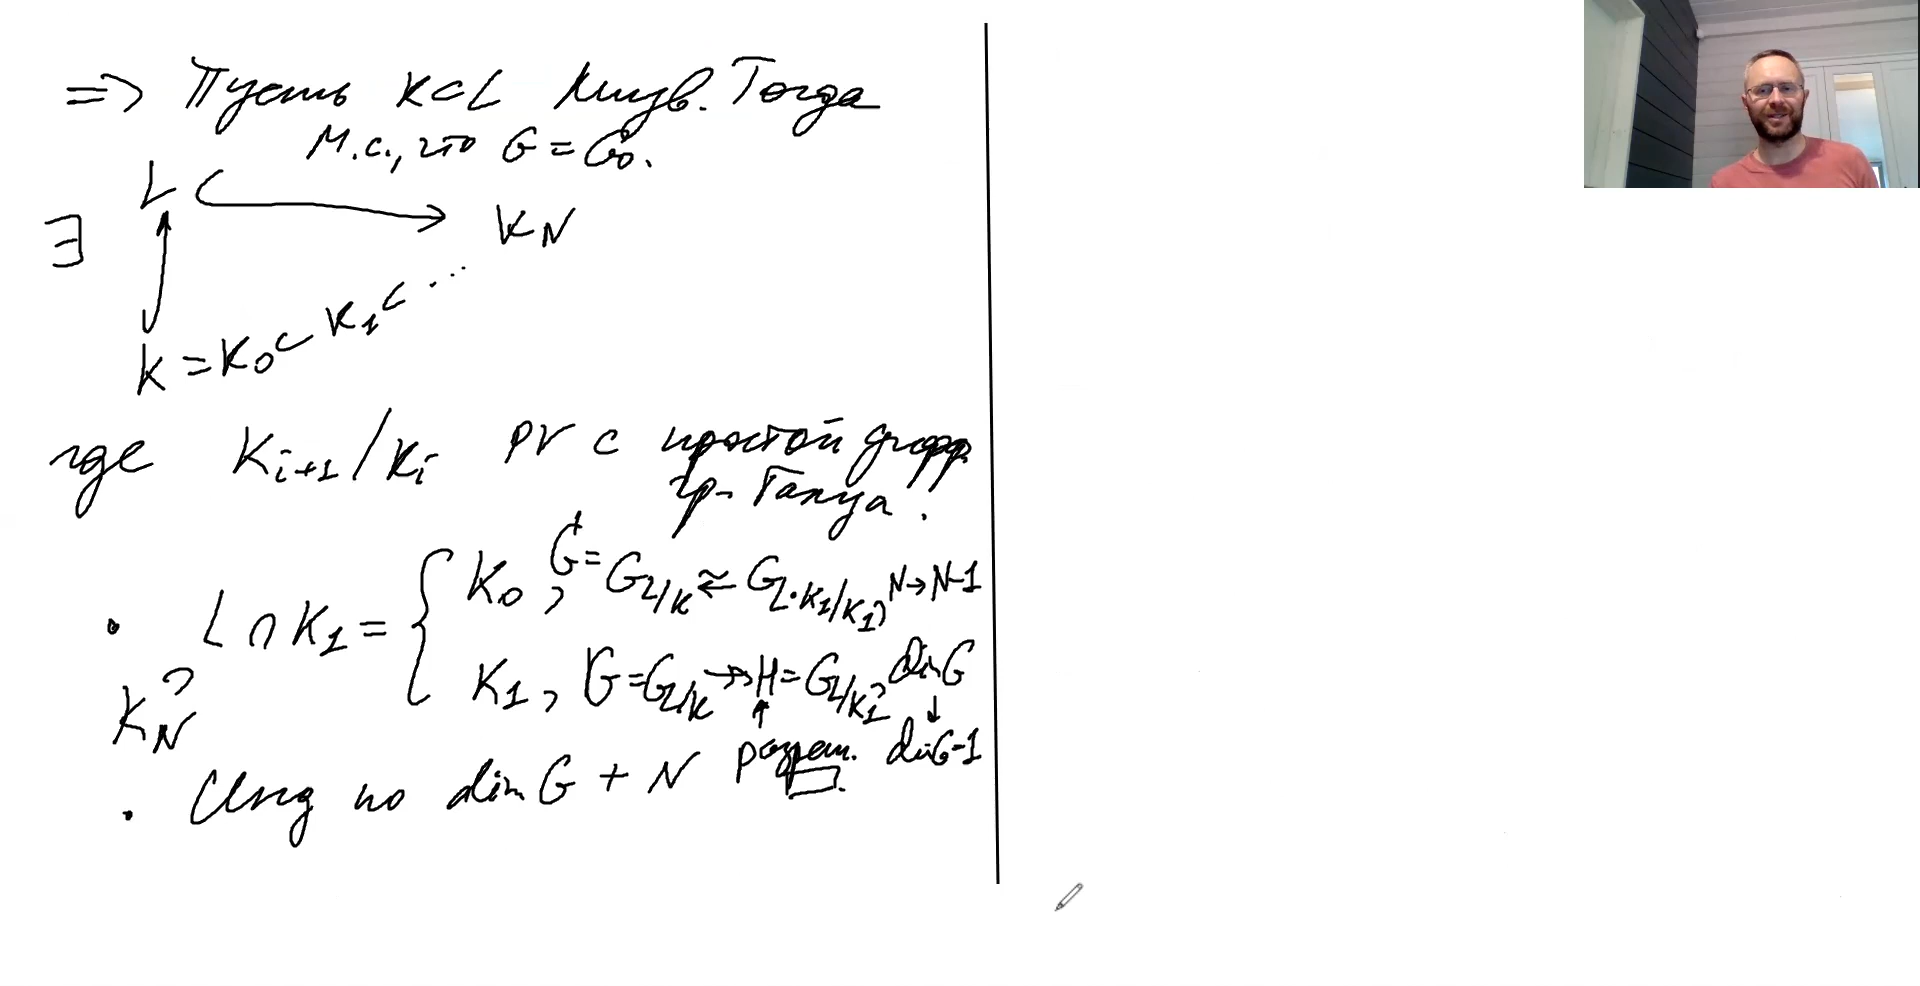 => Пусть K⊂L Лиув. Тогда
М.с., что G = G₀.
∃ L ↪ K_N
K = K₀ ⊂ K₁ ⊂ ...
где K_{i+1}/K_i PV с простой дифф.
гр. Галуа!
• L ∩ K₁ = { K₀, G = G_{L/K} ≈ G_{L·K₁/K₁}, N→N-1
K₁, G = G_{L/K} ↠ H = G_{L/K₁}, dim G
↓
∩
K_N
разреш. dim G-1
• Инд по dim G + N